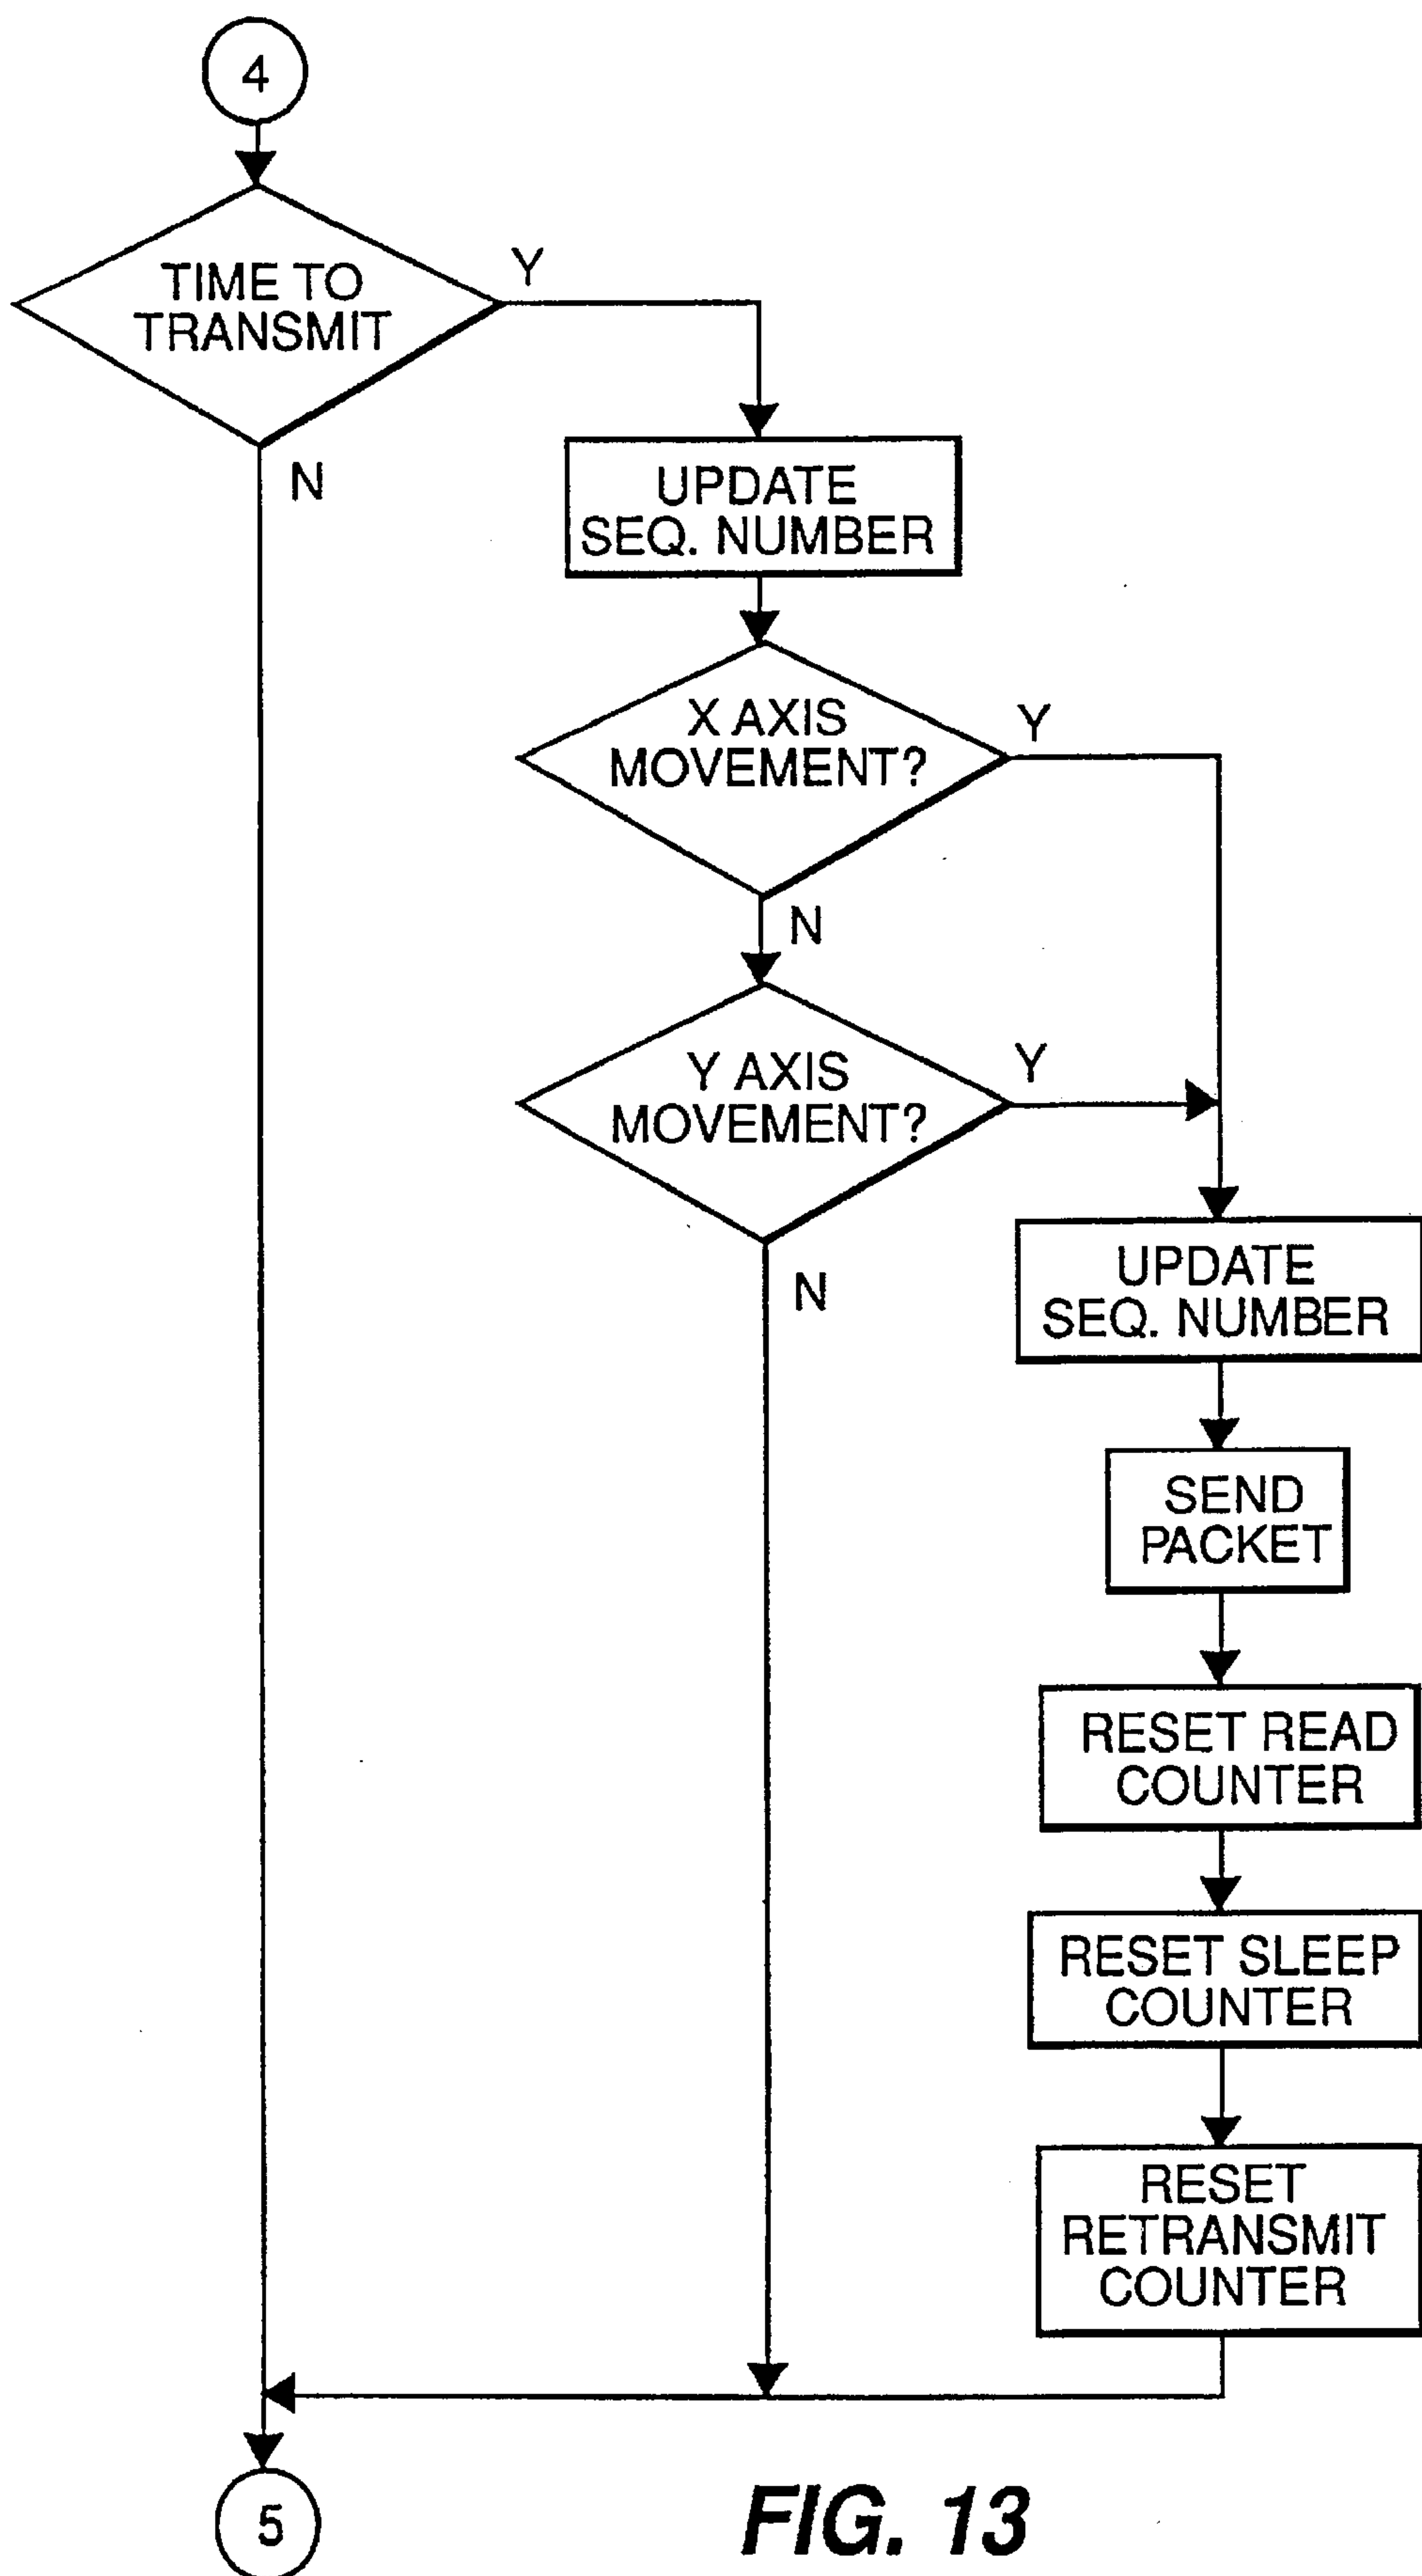 4
TIME TO
TRANSMIT
Y
N
UPDATE
SEQ. NUMBER
X AXIS
MOVEMENT?
Y
N
Y AXIS
MOVEMENT?
Y
N
UPDATE
SEQ. NUMBER
SEND
PACKET
RESET READ
COUNTER
RESET SLEEP
COUNTER
RESET
RETRANSMIT
COUNTER
5
FIG. 13